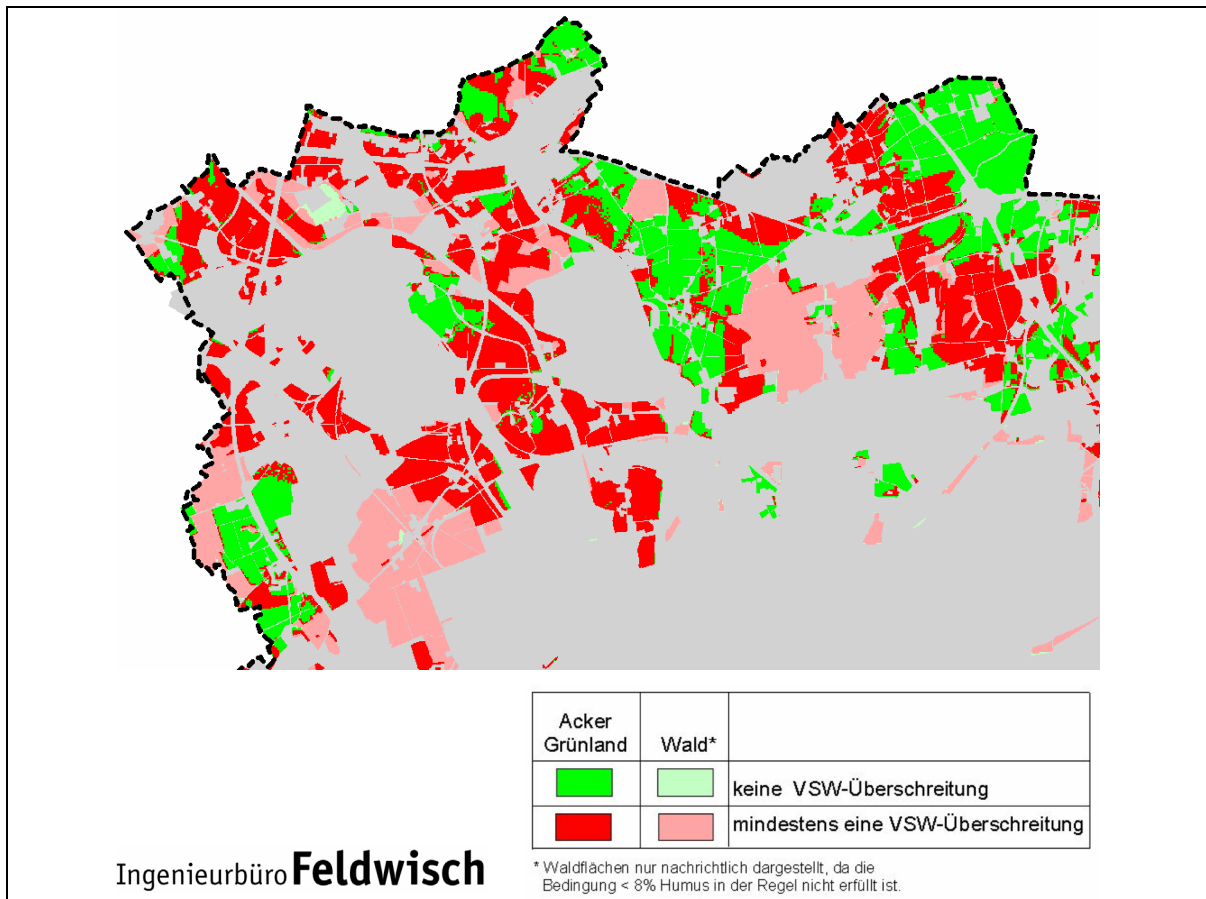 Acker
Grünland
Wald*
keine VSW-Überschreitung
mindestens eine VSW-Überschreitung
* Waldflächen nur nachrichtlich dargestellt, da die
Bedingung < 8% Humus in der Regel nicht erfüllt ist.
Ingenieurbüro Feldwisch